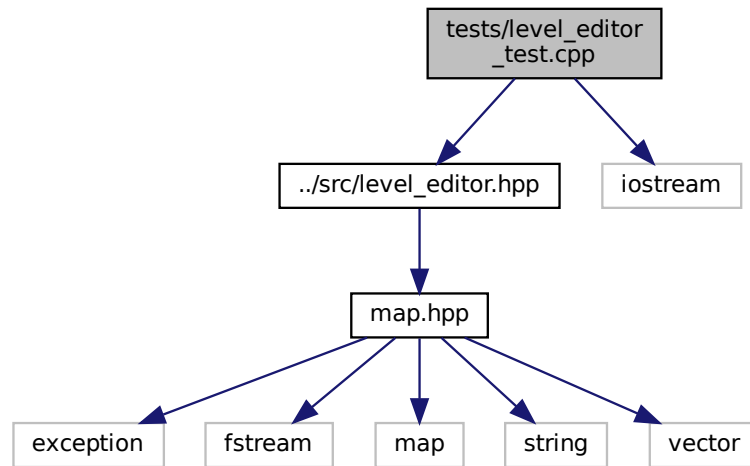 tests/level_editor
_test.cpp
../src/level_editor.hpp
iostream
map.hpp
exception
fstream
map
string
vector